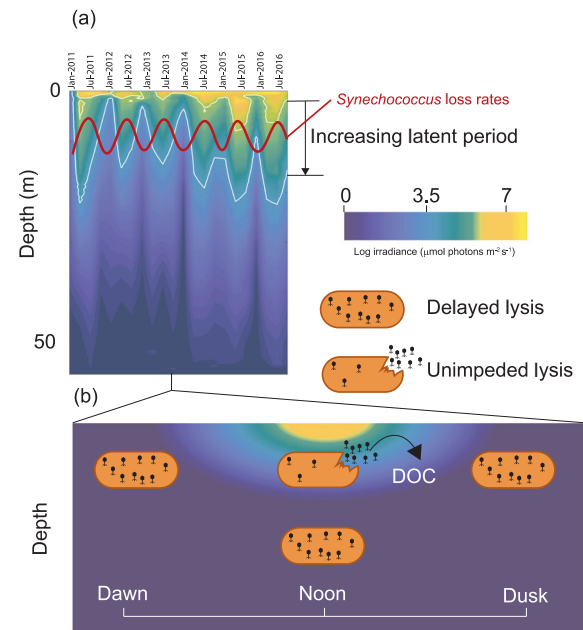 (a)
Jan-2011
Jul-2011
Jan-2012
Jul-2012
Jan-2013
Jul-2013
Jan-2014
Jul-2014
Jan-2015
Jul-2015
Jan-2016
Jul-2016
0
Depth (m)
50
Synechococcus loss rates
Increasing latent period
0 3.5 7
Log irradiance (μmol photons m⁻² s⁻¹)
Delayed lysis
Unimpeded lysis
(b)
DOC
Depth
Dawn Noon Dusk